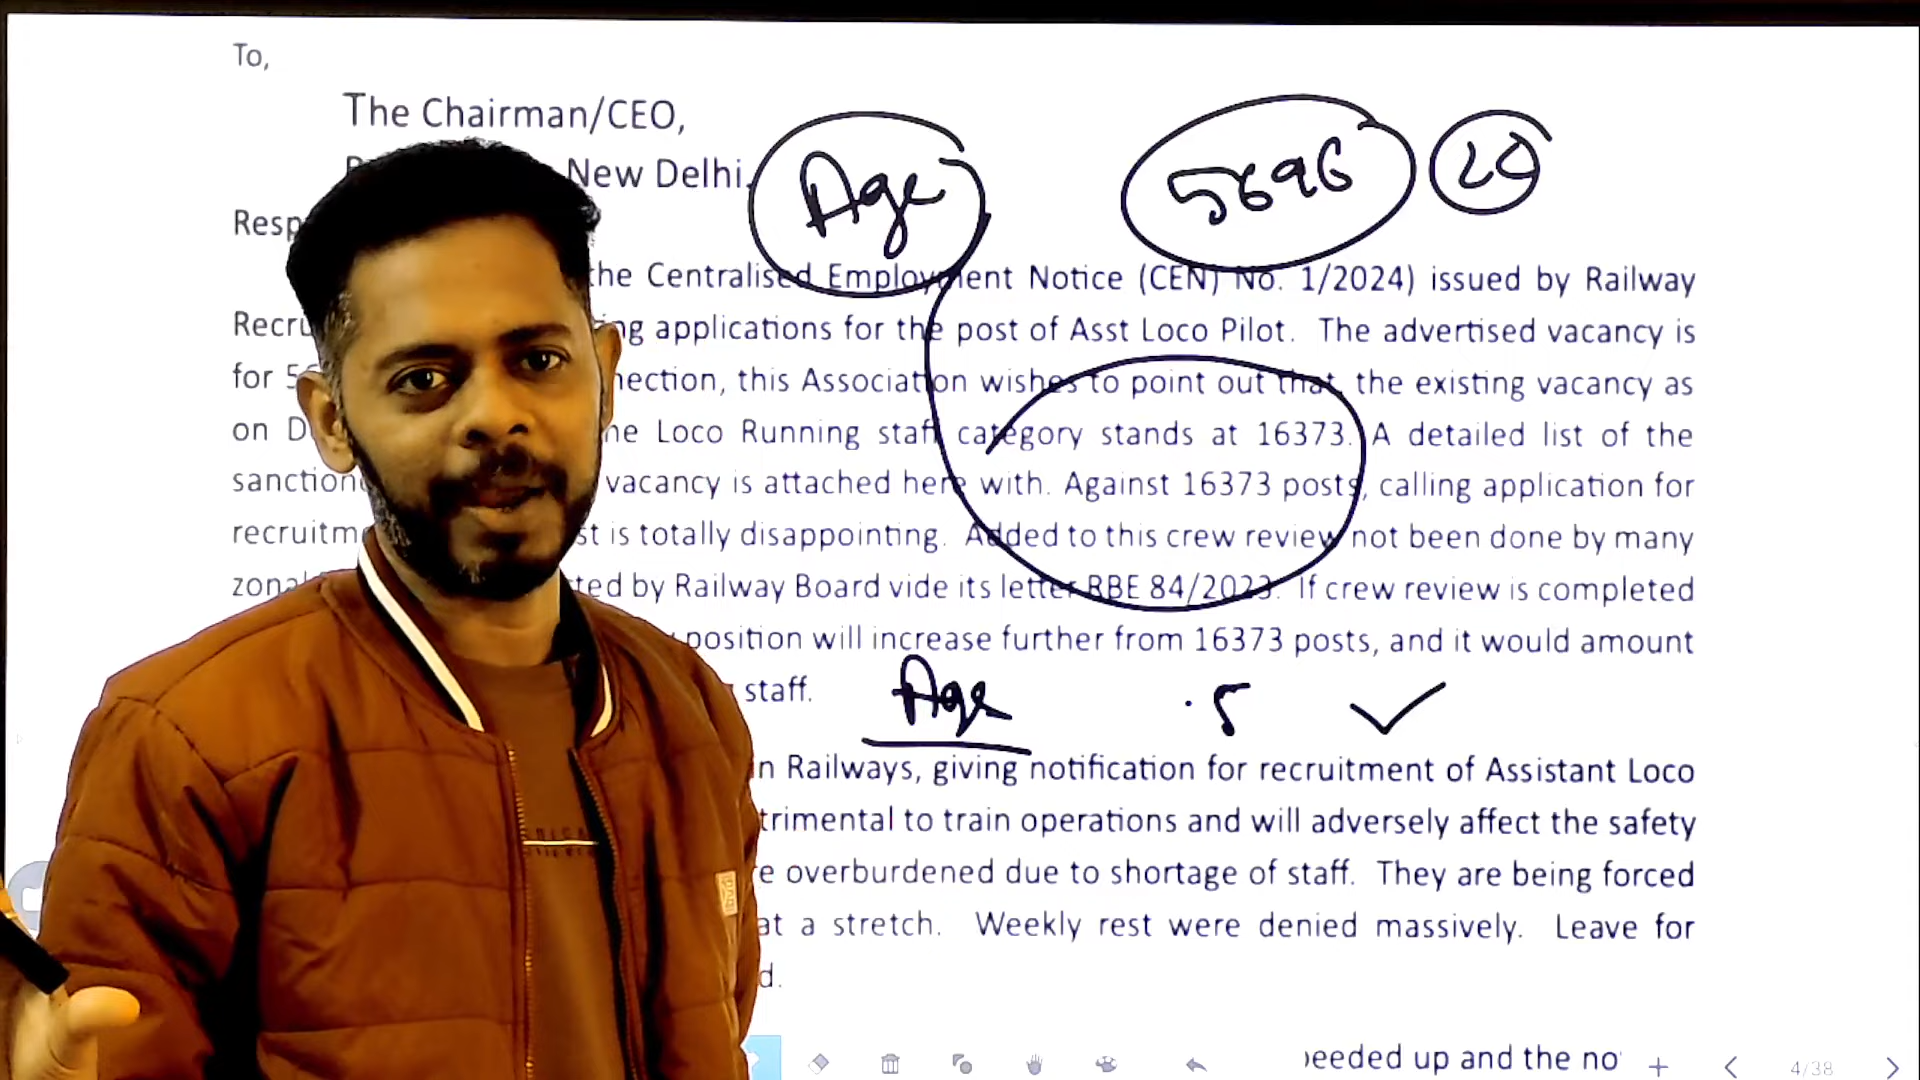 To,
The Chairman/CEO,
New Delhi.
Age
5696
the Centralised Employment Notice (CEN) No. 1/2024) issued by Railway
Recru ng applications for the post of Asst Loco Pilot. The advertised vacancy is
for 5 nection, this Association wishes to point out that, the existing vacancy as
on D he Loco Running staff category stands at 16373. A detailed list of the
sanction vacancy is attached here with. Against 16373 posts, calling application for
recruitme st is totally disappointing. Added to this crew review not been done by many
zonal ted by Railway Board vide its letter RBE 84/2023. If crew review is completed
position will increase further from 16373 posts, and it would amount
staff.
Age .5
in Railways, giving notification for recruitment of Assistant Loco
trimental to train operations and will adversely affect the safety
re overburdened due to shortage of staff. They are being forced
at a stretch. Weekly rest were denied massively. Leave for
d.
eeded up and the no
4/38